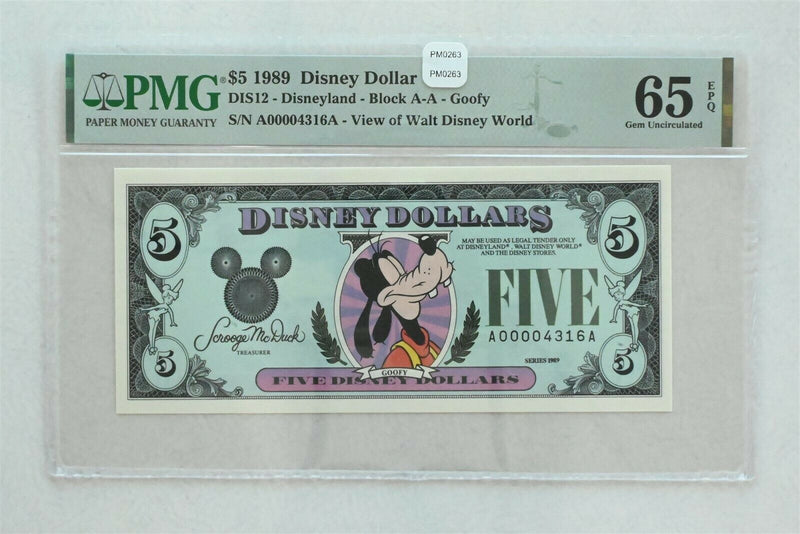 PM0263
PM0263
PMG®
PAPER MONEY GUARANTY
$5 1989 Disney Dollar
DIS12 - Disneyland - Block A-A - Goofy
S/N A00004316A - View of Walt Disney World
65 EPQ
Gem Uncirculated
5
5
DISNEY DOLLARS
MAY BE USED AS LEGAL TENDER ONLY
AT DISNEYLAND®, WALT DISNEY WORLD®
AND THE DISNEY STORES.
FIVE
A00004316A
Scrooge McDuck
TREASURER
SERIES 1989
5
5
GOOFY
FIVE DISNEY DOLLARS